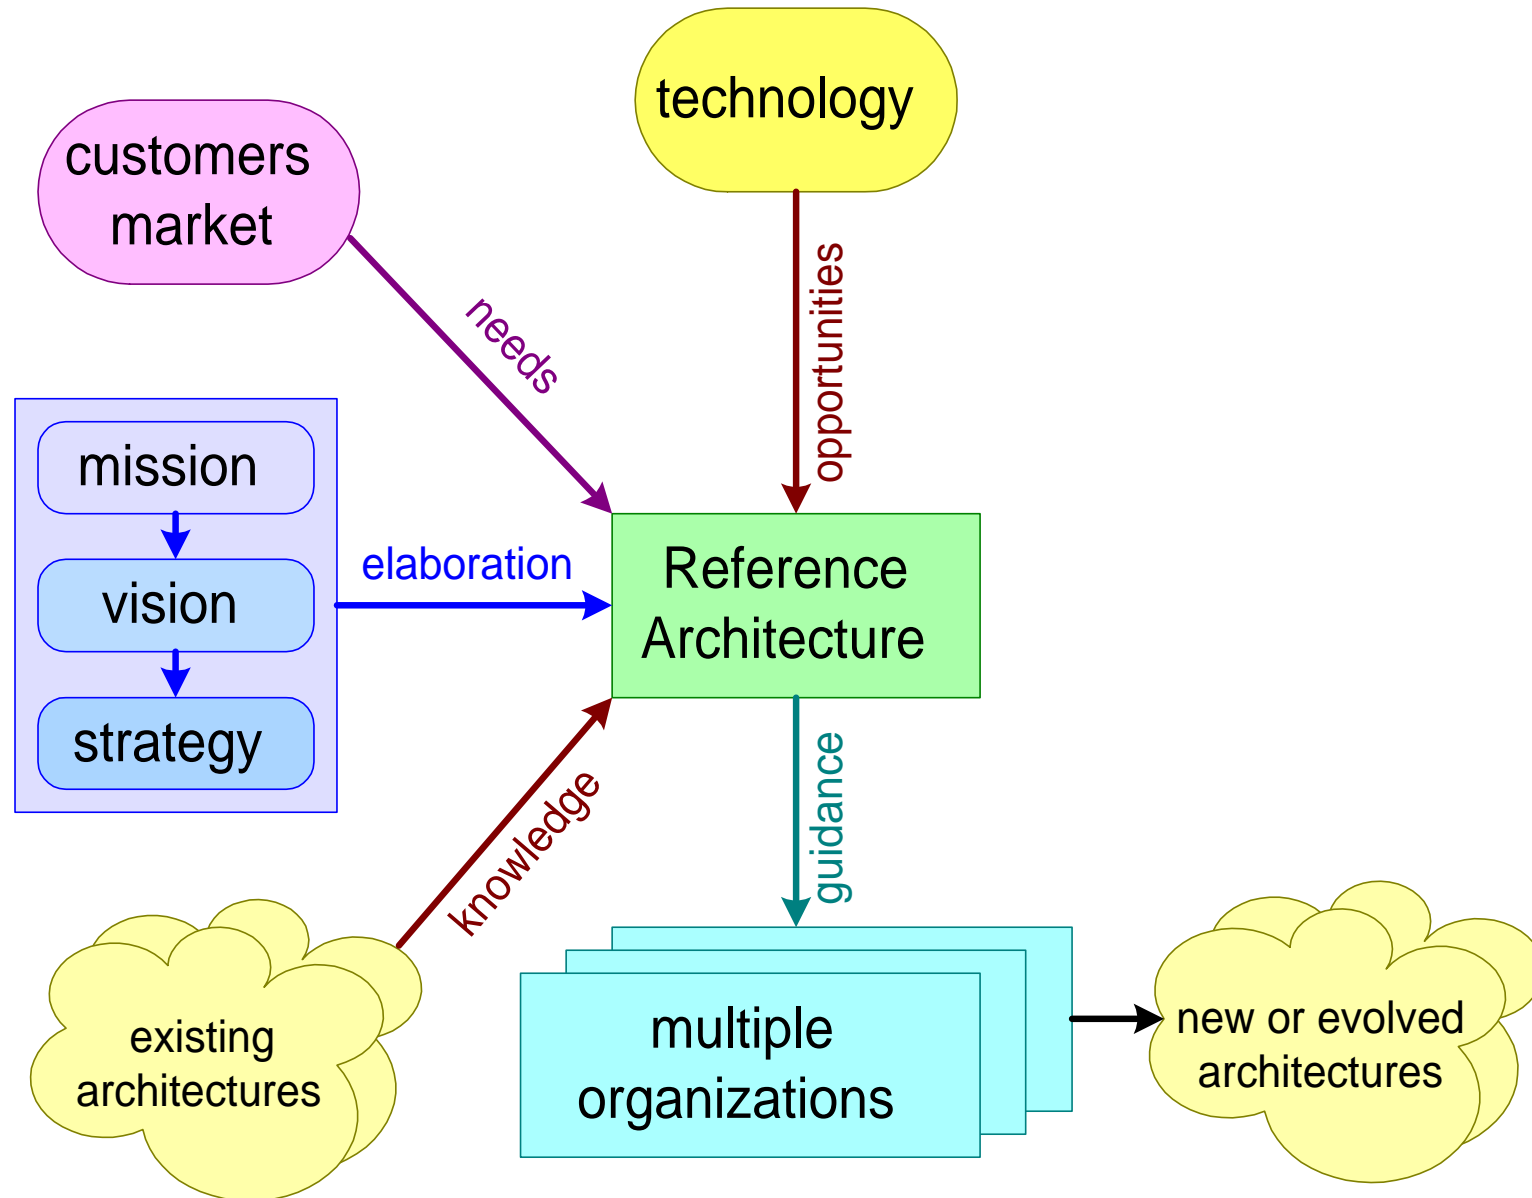 technology
customers
market
needs
opportunities
mission
vision
strategy
elaboration
Reference
Architecture
knowledge
guidance
existing
architectures
multiple
organizations
new or evolved
architectures